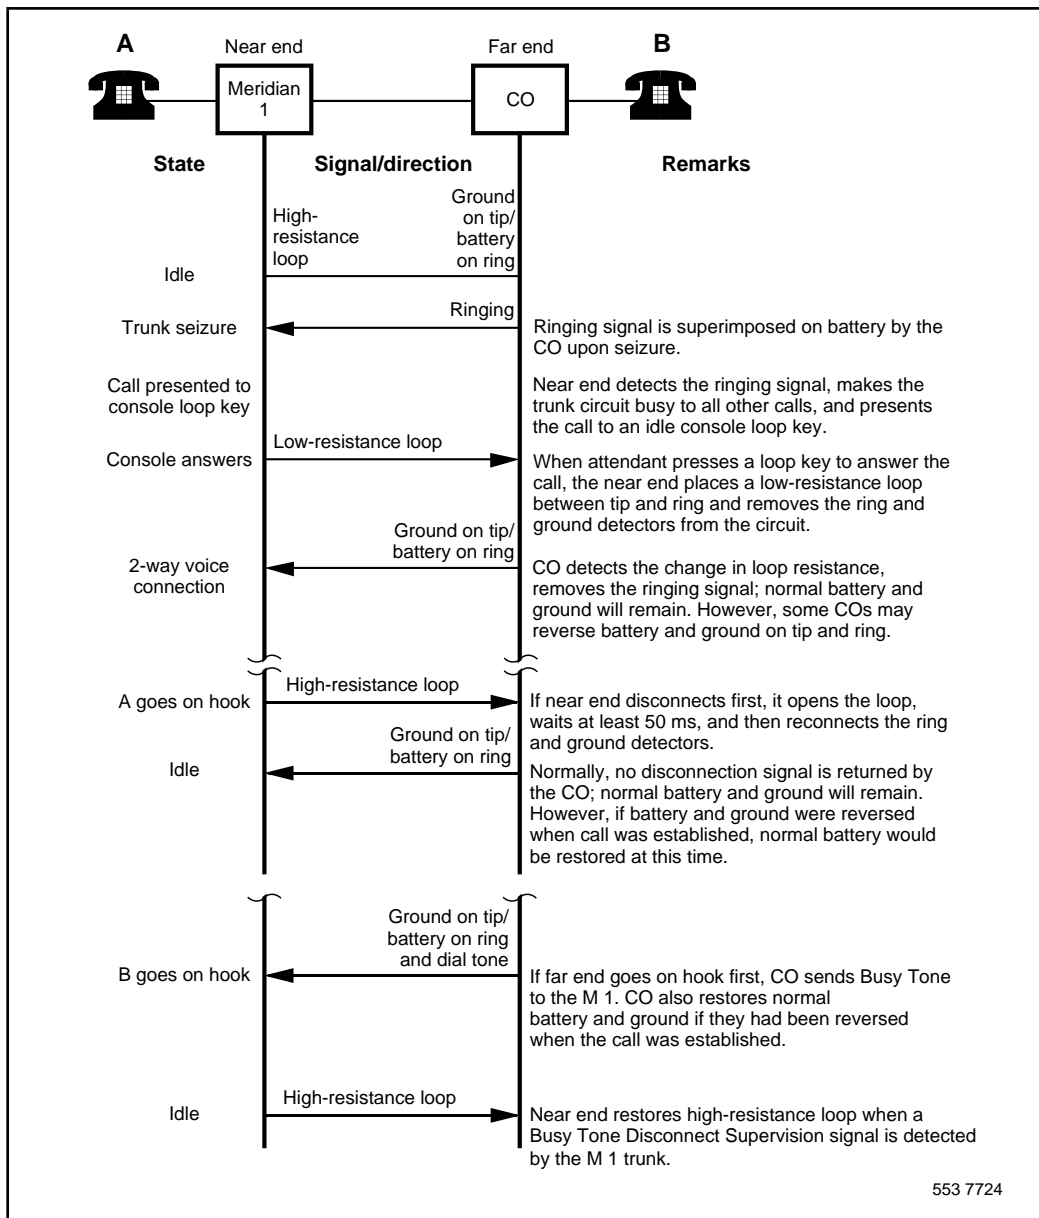 A
Near end
Far end
B
Meridian
1
CO
State
Signal/direction
Remarks
High-
resistance
loop
Ground
on tip/
battery
on ring
Idle
Ringing
Trunk seizure
Ringing signal is superimposed on battery by the
CO upon seizure.
Call presented to
console loop key
Near end detects the ringing signal, makes the
trunk circuit busy to all other calls, and presents
the call to an idle console loop key.
Low-resistance loop
Console answers
When attendant presses a loop key to answer the
call, the near end places a low-resistance loop
between tip and ring and removes the ring and
ground detectors from the circuit.
Ground on tip/
battery on ring
2-way voice
connection
CO detects the change in loop resistance,
removes the ringing signal; normal battery and
ground will remain. However, some COs may
reverse battery and ground on tip and ring.
High-resistance loop
A goes on hook
If near end disconnects first, it opens the loop,
waits at least 50 ms, and then reconnects the ring
and ground detectors.
Ground on tip/
battery on ring
Idle
Normally, no disconnection signal is returned by
the CO; normal battery and ground will remain.
However, if battery and ground were reversed
when call was established, normal battery would
be restored at this time.
Ground on tip/
battery on ring
and dial tone
B goes on hook
If far end goes on hook first, CO sends Busy Tone
to the M 1. CO also restores normal
battery and ground if they had been reversed
when the call was established.
High-resistance loop
Idle
Near end restores high-resistance loop when a
Busy Tone Disconnect Supervision signal is detected
by the M 1 trunk.
553 7724